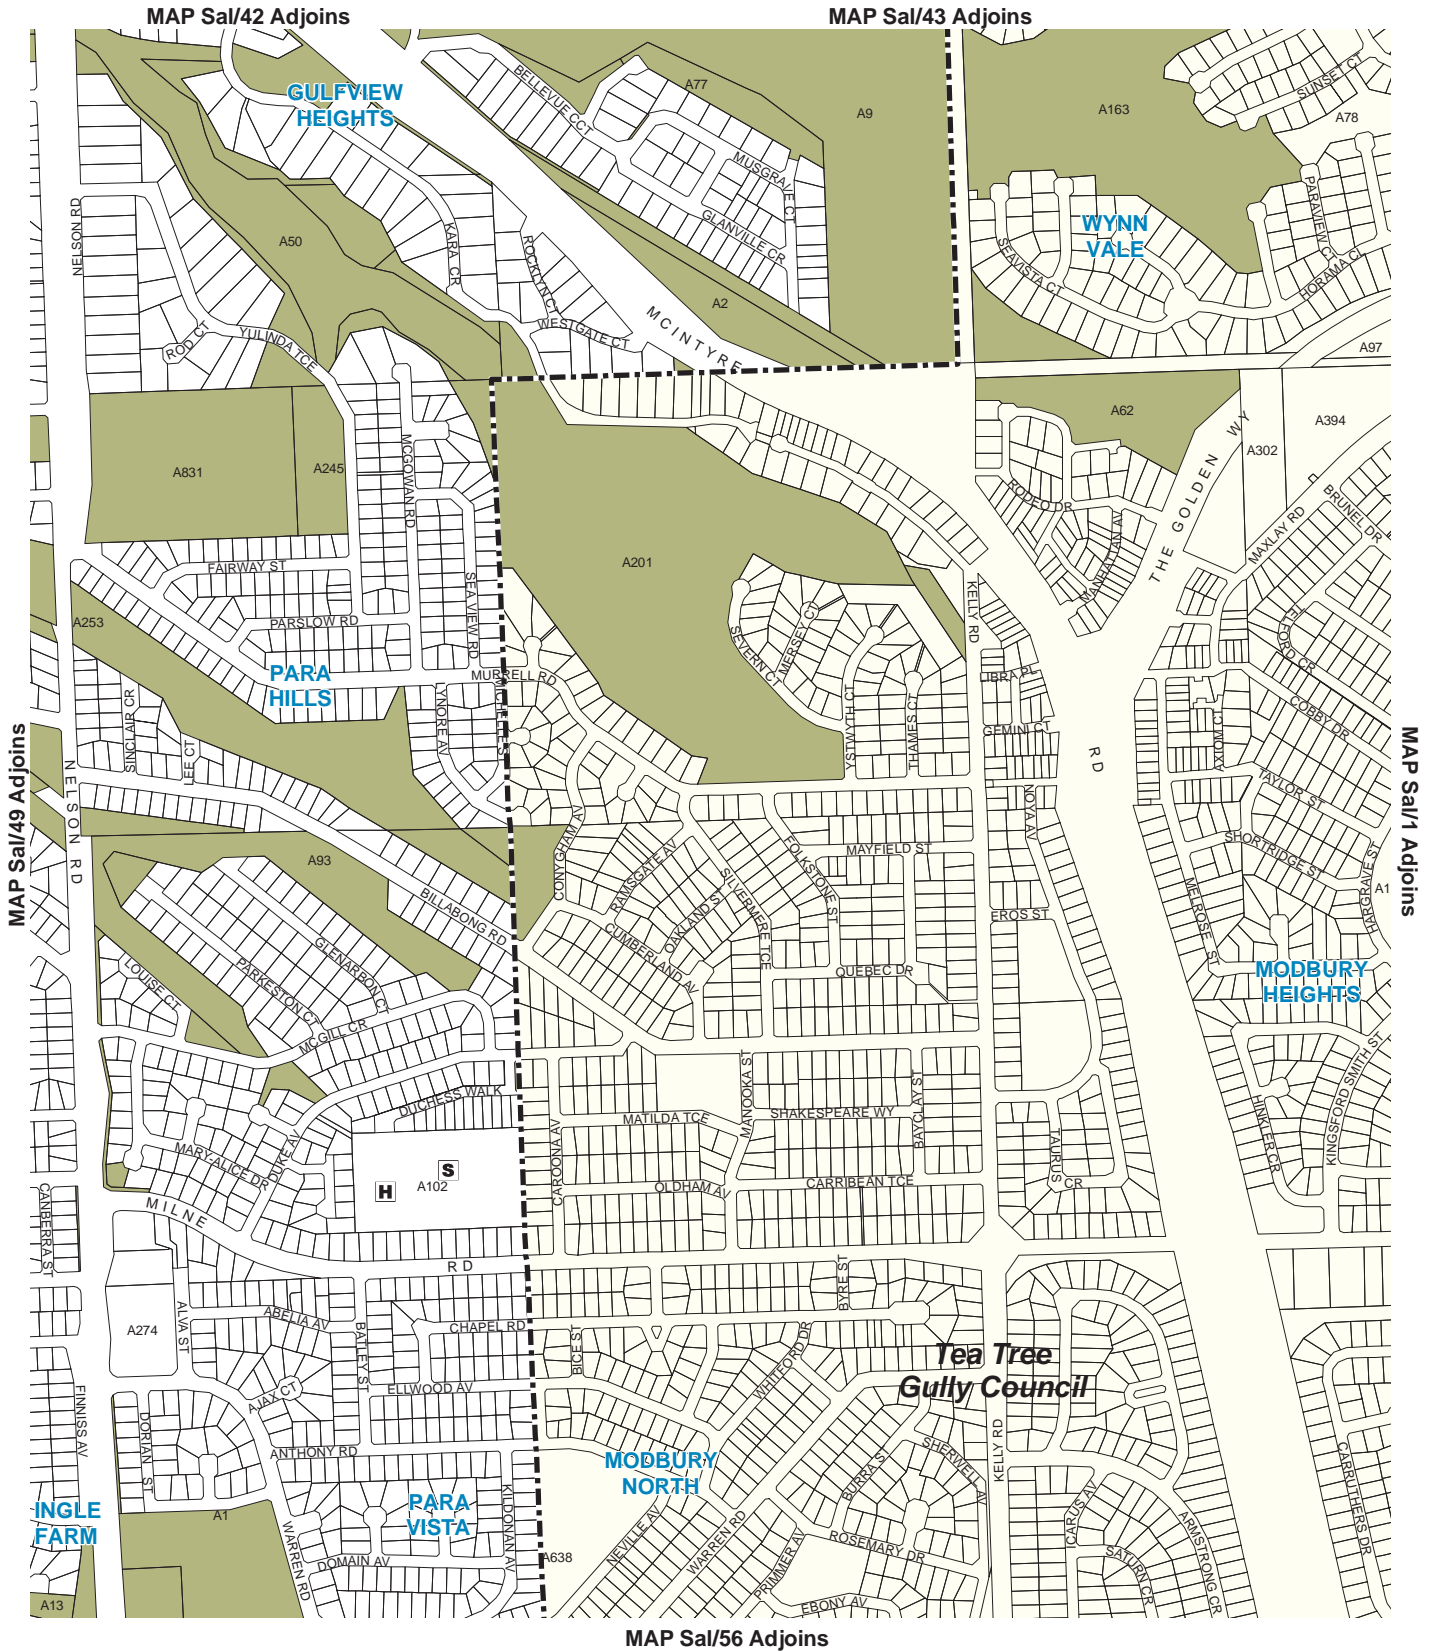 MAP Sal/42 Adjoins
MAP Sal/43 Adjoins
GULFVIEW
HEIGHTS
BELLEVUE CCT
A77
A9
A163
SUNSET CT
A78
MUSGRAVE CT
GLANVILLE CR
NELSON RD
A50
KARA CR
ROCKLYN CT
WESTGATE CT
A2
MCINTYRE
WYNN
VALE
SEAVISTA CT
PARAVIEW CL
A97
ROD CT
YULINDA TCE
A831
A245
MCGOWAN RD
A62
A394
A302
THE GOLDEN WY
RODEO DR
MANHATTAN AV
MAXLAY RD
BRUNEL DR
FAIRWAY ST
PARSLOW RD
SEAVIEW RD
A201
SEVERN CT
MERSEY CT
KELLY RD
TELFORD CR
A253
PARA
HILLS
MURRELL RD
MICHELLE ST
LYNORE AV
SINCLAIR CR
LEE CT
YSTWYTH CT
THAMES CT
LIBRA PL
GEMINI CT
RD
COBBY DR
AXOM CT
TAYLOR ST
SHORTRIDGE ST
HARGRAVE ST
A1
MAP Sal/49 Adjoins
MAP Sal/1 Adjoins
NELSON RD
NOYA AV
MAYFIELD ST
FOLKSTONE ST
CONYGHAM AV
RAMSGATE AV
OAKLAND ST
SILVERMERE TCE
CUMBERLAND AV
A93
BILLABONG RD
EROS ST
QUEBEC DR
MELROSE ST
MODBURY
HEIGHTS
LOUISE CT
GLENARBON CT
PARKESTON CT
MCGILL CR
DUCHESS WALK
MATILDA TCE
MANOOKA ST
SHAKESPEARE WY
BARCLAY ST
KINGSFORD SMITH ST
HINKLER CR
MARY-ALICE DR
DUKE AV
S
H
A102
CAROONA AV
OLDHAM AV
CARRIBEAN TCE
TAURUS
CR
CANBERRA ST
MILNE
RD
A274
ALVA ST
ABELIA AV
BATLEY ST
CHAPEL RD
BICE ST
BYRE ST
WHITFORD DR
Tea Tree
Gully Council
ELLWOOD AV
AJAX CT
FINNISS AV
DORIAN ST
ANTHONY RD
MODBURY
NORTH
KELLY RD
SHERWELL AV
BURRA ST
CARRUTHERS DR
INGLE
FARM
PARA
VISTA
KILDONAN AV
A1
WARREN RD
DOMAIN AV
A638
NEVILLE AV
WARREN RD
PRIMMER AV
ROSEMARY DR
ICARUS AV
SATURN CR
ARMSTRONG CR
EBONY AV
A13
MAP Sal/56 Adjoins